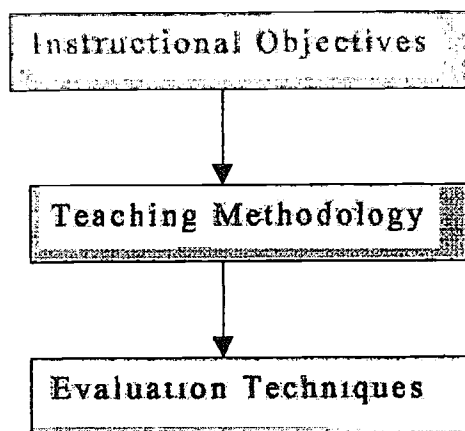 Instructional Objectives
Teaching Methodology
Evaluation Techniques